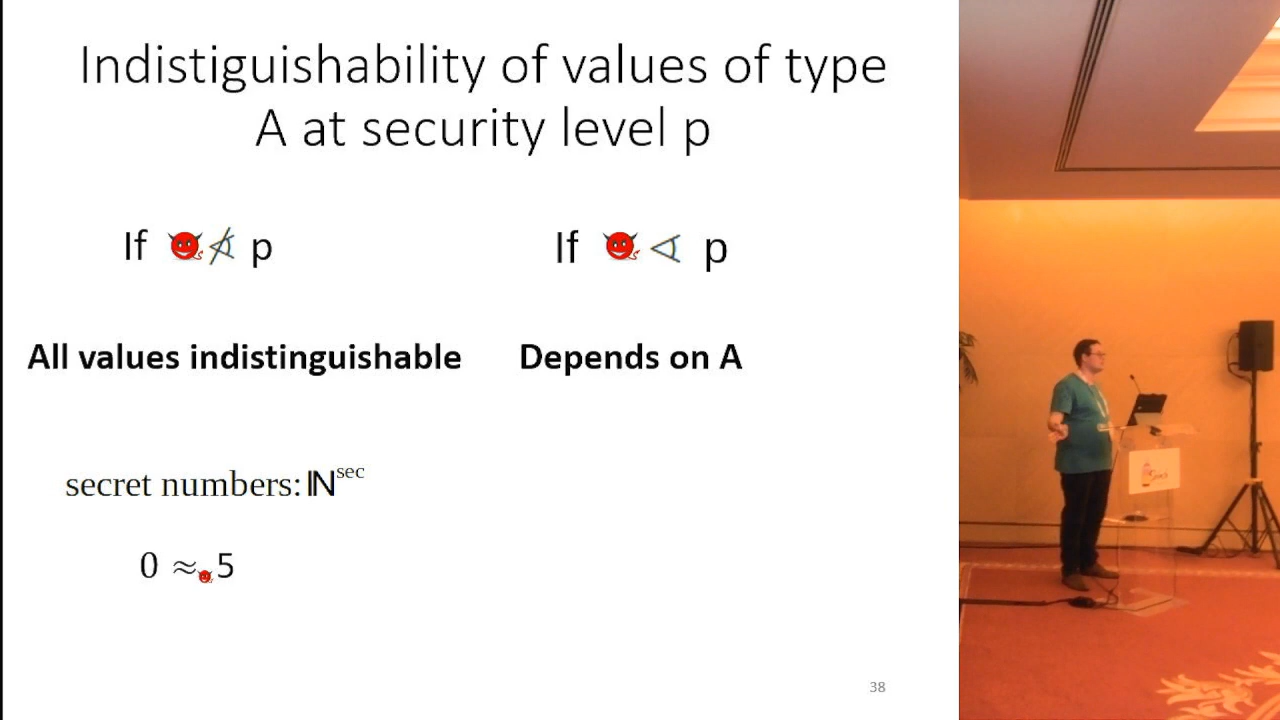 Indistiguishability of values of type
A at security level p
If 😈 ⋪ p
If 😈 ⊲ p
All values indistinguishable
Depends on A
secret numbers: ℕ^sec
0 ≈😈 5
38